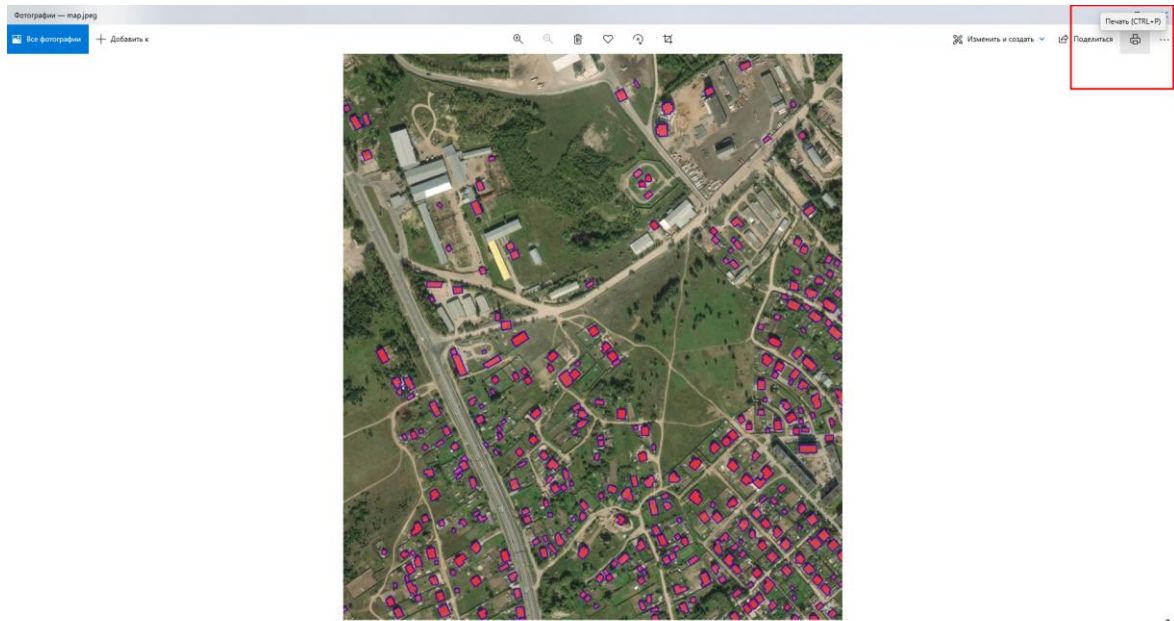 Фотографии — map.jpeg
Печать (CTRL+P)
Все фотографии
Добавить к
Изменить и создать
Поделиться